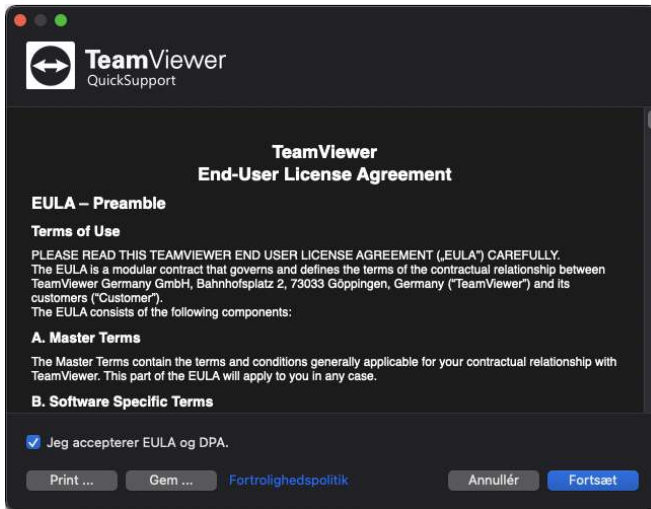 TeamViewer
QuickSupport
TeamViewer
End-User License Agreement
EULA – Preamble
Terms of Use
PLEASE READ THIS TEAMVIEWER END USER LICENSE AGREEMENT („EULA“) CAREFULLY.
The EULA is a modular contract that governs and defines the terms of the contractual relationship between
TeamViewer Germany GmbH, Bahnhofsplatz 2, 73033 Göppingen, Germany (“TeamViewer”) and its
customers (“Customer”).
The EULA consists of the following components:
A. Master Terms
The Master Terms contain the terms and conditions generally applicable for your contractual relationship with
TeamViewer. This part of the EULA will apply to you in any case.
B. Software Specific Terms
Jeg accepterer EULA og DPA.
Print ... Gem ... Fortrolighedspolitik Annullér Fortsæt